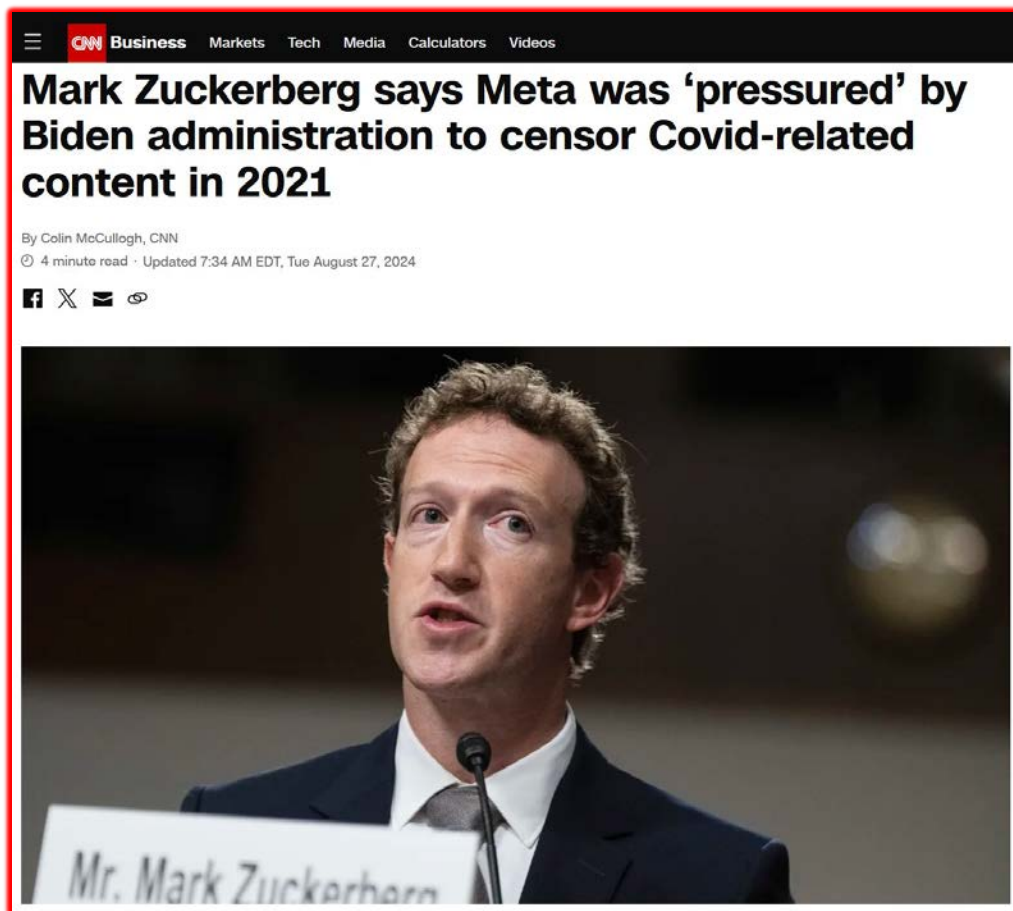 CNN Business Markets Tech Media Calculators Videos
Mark Zuckerberg says Meta was ‘pressured’ by
Biden administration to censor Covid-related
content in 2021
By Colin McCullogh, CNN
4 minute read · Updated 7:34 AM EDT, Tue August 27, 2024
Mr. Mark Zuckerberg